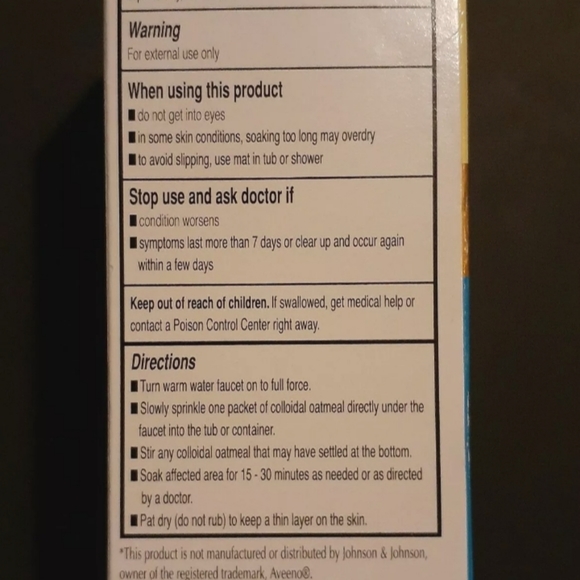 Warning
For external use only
When using this product
■ do not get into eyes
■ in some skin conditions, soaking too long may overdry
■ to avoid slipping, use mat in tub or shower
Stop use and ask doctor if
■ condition worsens
■ symptoms last more than 7 days or clear up and occur again
within a few days
Keep out of reach of children. If swallowed, get medical help or
contact a Poison Control Center right away.
Directions
■ Turn warm water faucet on to full force.
■ Slowly sprinkle one packet of colloidal oatmeal directly under the
faucet into the tub or container.
■ Stir any colloidal oatmeal that may have settled at the bottom.
■ Soak affected area for 15 - 30 minutes as needed or as directed
by a doctor.
■ Pat dry (do not rub) to keep a thin layer on the skin.
*This product is not manufactured or distributed by Johnson & Johnson,
owner of the registered trademark, Aveeno®.